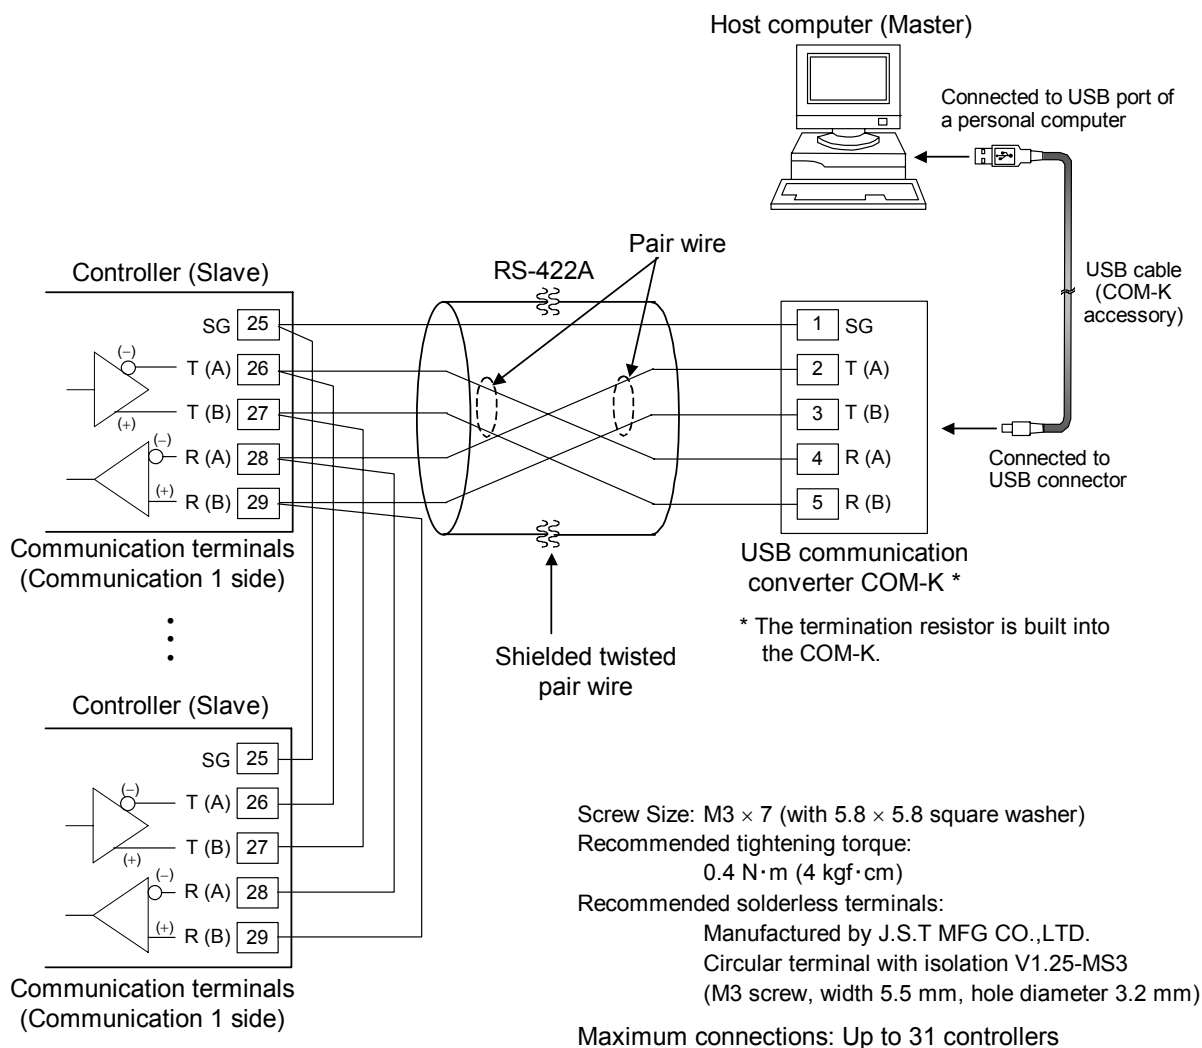 Host computer (Master)
Connected to USB port of
a personal computer
Pair wire
RS-422A
USB cable
(COM-K
accessory)
Controller (Slave)
SG 25
(−) T (A) 26
(+) T (B) 27
(−) R (A) 28
(+) R (B) 29
1 SG
2 T (A)
3 T (B)
4 R (A)
5 R (B)
Connected to
USB connector
Communication terminals
(Communication 1 side)
USB communication
converter COM-K *
* The termination resistor is built into
the COM-K.
Shielded twisted
pair wire
Controller (Slave)
SG 25
(−) T (A) 26
(+) T (B) 27
(−) R (A) 28
(+) R (B) 29
Communication terminals
(Communication 1 side)
Screw Size: M3 × 7 (with 5.8 × 5.8 square washer)
Recommended tightening torque:
0.4 N·m (4 kgf·cm)
Recommended solderless terminals:
Manufactured by J.S.T MFG CO.,LTD.
Circular terminal with isolation V1.25-MS3
(M3 screw, width 5.5 mm, hole diameter 3.2 mm)
Maximum connections: Up to 31 controllers